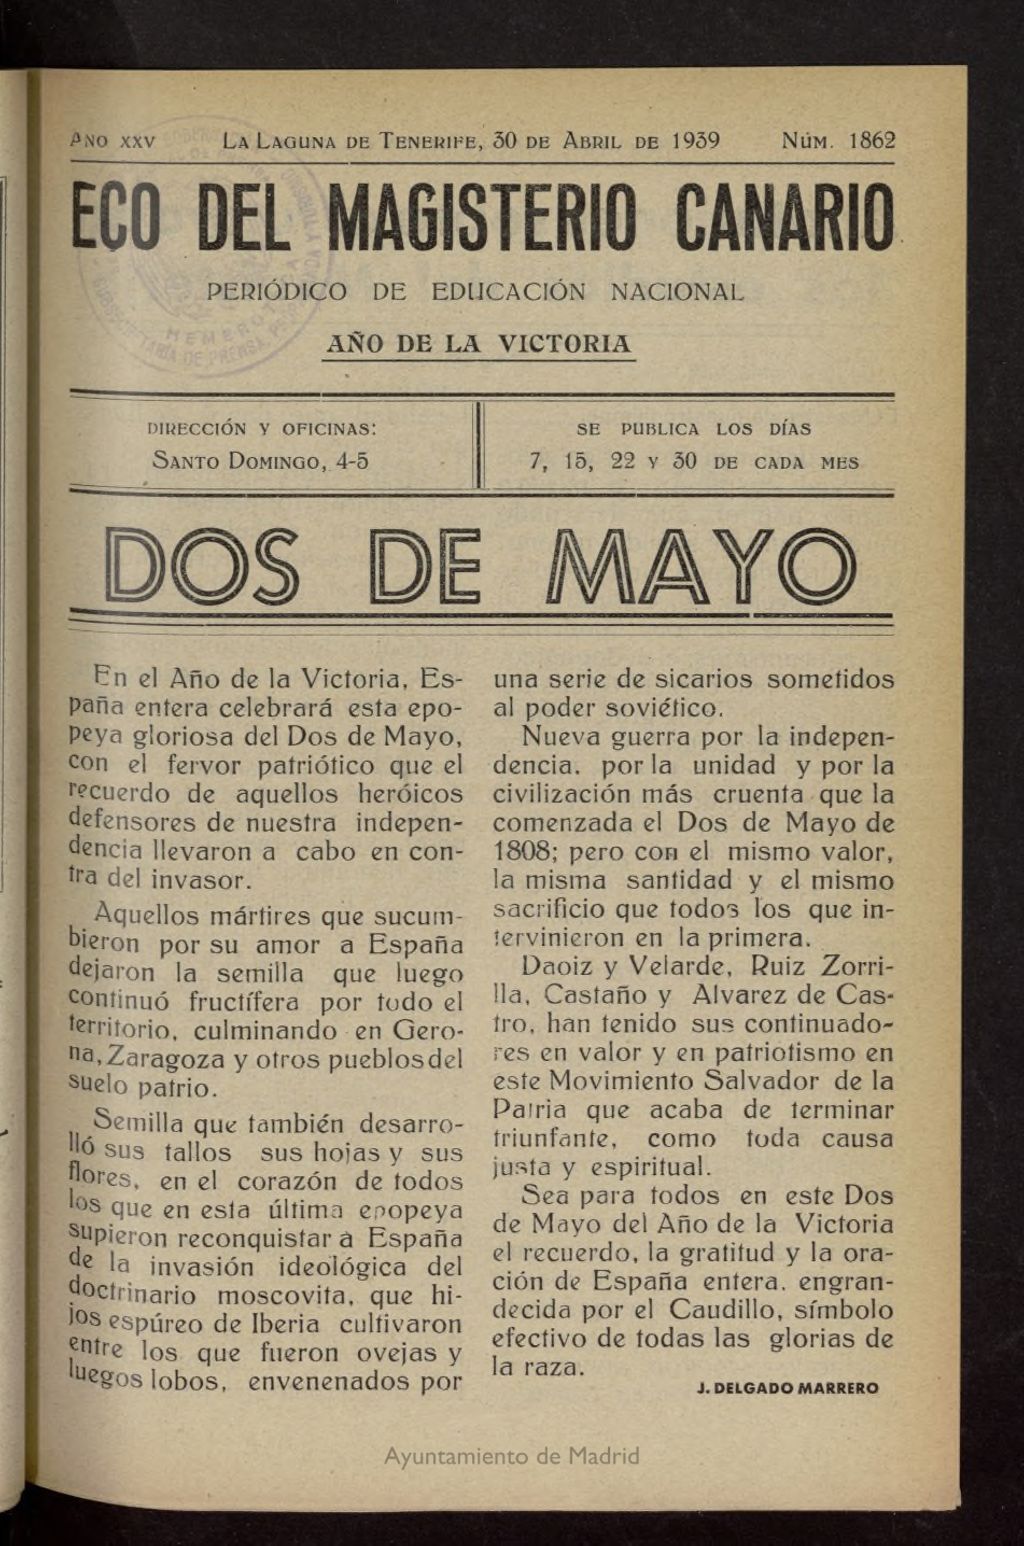 AÑO XXV LA LAGUNA DE TENERIFE, 30 DE ABRIL DE 1939 NÚM. 1862
ECO DEL MAGISTERIO CANARIO
PERIÓDICO DE EDUCACIÓN NACIONAL
AÑO DE LA VICTORIA
DIRECCIÓN Y OFICINAS:
SANTO DOMINGO, 4-5
SE PUBLICA LOS DÍAS
7, 15, 22 Y 30 DE CADA MES
DOS DE MAYO
En el Año de la Victoria, Es-
paña entera celebrará esta epo-
peya gloriosa del Dos de Mayo,
con el fervor patriótico que el
recuerdo de aquellos heróicos
defensores de nuestra indepen-
dencia llevaron a cabo en con-
tra del invasor.
Aquellos mártires que sucum-
bieron por su amor a España
dejaron la semilla que luego
continuó fructífera por todo el
territorio, culminando en Gero-
na, Zaragoza y otros pueblos del
suelo patrio.
Semilla que también desarro-
lló sus tallos sus hojas y sus
flores, en el corazón de todos
los que en esta última epopeya
supieron reconquistar a España
de la invasión ideológica del
doctrinario moscovita, que hi-
jos espúreo de Iberia cultivaron
entre los que fueron ovejas y
luegos lobos, envenenados por
una serie de sicarios sometidos
al poder soviético.
Nueva guerra por la indepen-
dencia, por la unidad y por la
civilización más cruenta que la
comenzada el Dos de Mayo de
1808; pero con el mismo valor,
la misma santidad y el mismo
sacrificio que todos los que in-
tervinieron en la primera.
Daoiz y Velarde, Ruiz Zorri-
lla, Castaño y Alvarez de Cas-
tro, han tenido sus continuado-
res en valor y en patriotismo en
este Movimiento Salvador de la
Patria que acaba de terminar
triunfante, como toda causa
justa y espiritual.
Sea para todos en este Dos
de Mayo del Año de la Victoria
el recuerdo, la gratitud y la ora-
ción de España entera, engran-
decida por el Caudillo, símbolo
efectivo de todas las glorias de
la raza.
J. DELGADO MARRERO
Ayuntamiento de Madrid